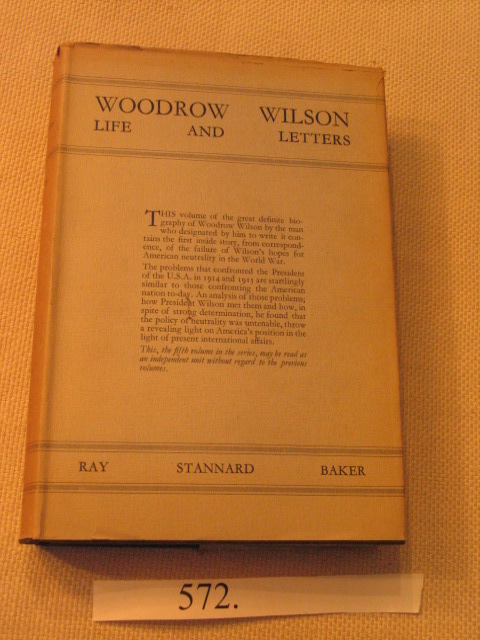 WOODROW WILSON
LIFE AND LETTERS
THIS volume of the great definite bio-
graphy of Woodrow Wilson by the man
who designated by him to write it con-
tains the first inside story, from correspond-
ence, of the failure of Wilson's hopes for
American neutrality in the World War.
The problems that confronted the President
of the U.S.A. in 1914 and 1915 are startlingly
similar to those confronting the American
nation to-day. An analysis of those problems;
how President Wilson met them and how, in
spite of strong determination, he found that
the policy of neutrality was untenable, throw
a revealing light on America's position in the
light of present international affairs.
This, the fifth volume in the series, may be read as
an independent unit without regard to the previous
volumes.
RAY STANNARD BAKER
572.